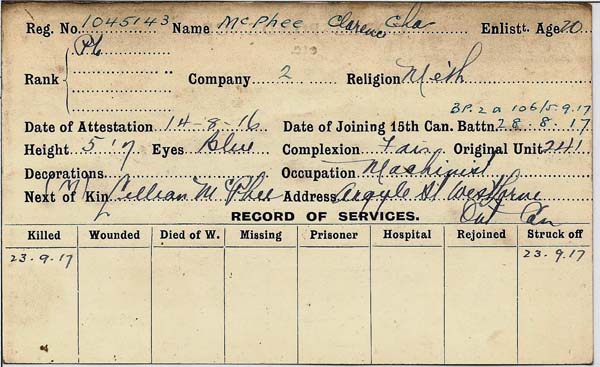 Reg. No. 1045143 Name McPhee Clarence Cha Enlistt. Age 20
Pte
Rank Company 2 Religion Meth
BP. 2 a 106/5.9.17
Date of Attestation 14-8-16 Date of Joining 15th Can. Battn 28.8.17
Height 5'7 Eyes Blue Complexion Fair Original Unit 241
Decorations Occupation Machinist
Next of Kin (M) Lillian McPhee Address Argyle St Westhorne
RECORD OF SERVICES. Ont Can
Killed Wounded Died of W. Missing Prisoner Hospital Rejoined Struck off
23.9.17 23.9.17